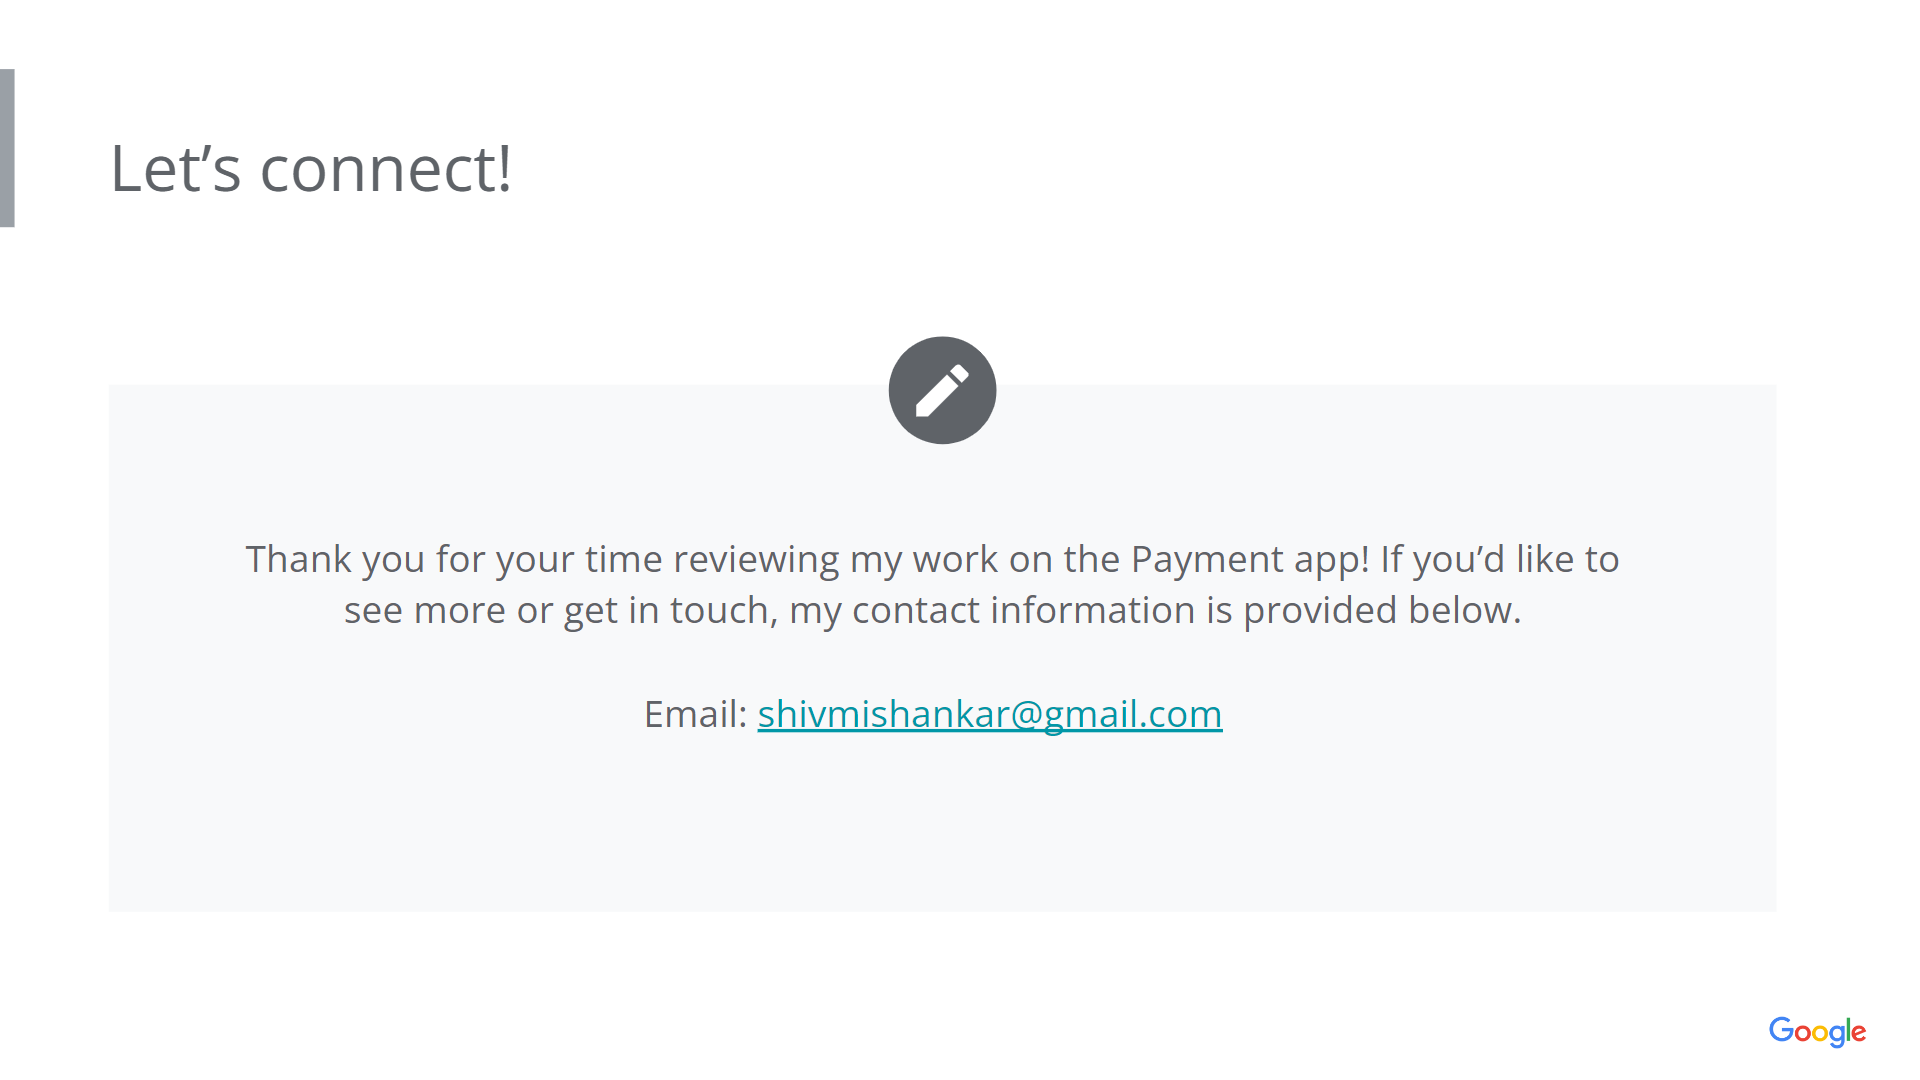 Let’s connect!
Thank you for your time reviewing my work on the Payment app! If you’d like to
see more or get in touch, my contact information is provided below.
Email: shivmishankar@gmail.com
Google